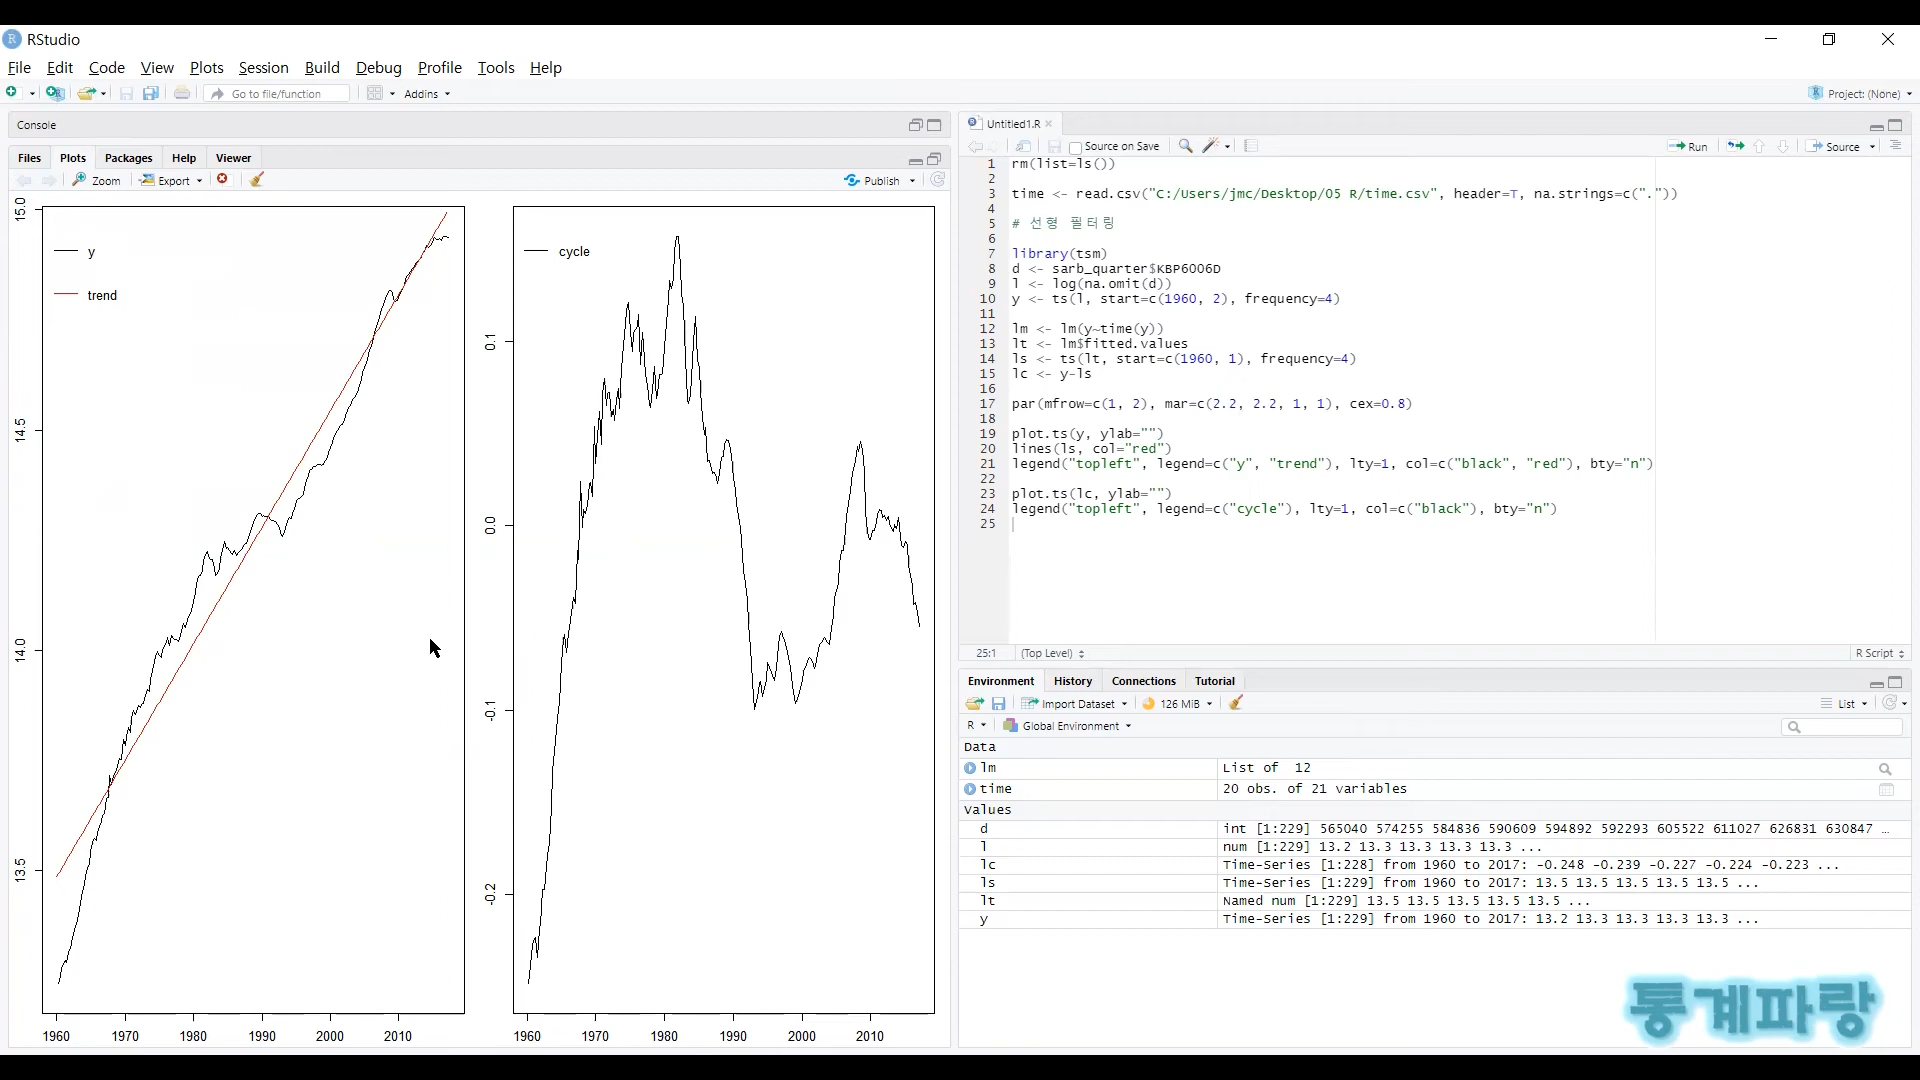 RStudio
File Edit Code View Plots Session Build Debug Profile Tools Help
Go to file/function Addins Project: (None)
Console
Files Plots Packages Help Viewer
Zoom Export Publish
y
trend
15.0
14.5
14.0
13.5
1960 1970 1980 1990 2000 2010
cycle
0.1
0.0
-0.1
-0.2
1960 1970 1980 1990 2000 2010
Untitled1.R
Source on Save Run Source
1 rm(list=ls())
2
3 time <- read.csv("C:/Users/jmc/Desktop/05 R/time.csv", header=T, na.strings=c("."))
4
5 # 선형 필터링
6
7 library(tsm)
8 d <- sarb_quarter$KBP6006D
9 l <- log(na.omit(d))
10 y <- ts(l, start=c(1960, 2), frequency=4)
11
12 lm <- lm(y~time(y))
13 lt <- lm$fitted.values
14 ls <- ts(lt, start=c(1960, 1), frequency=4)
15 lc <- y-ls
16
17 par(mfrow=c(1, 2), mar=c(2.2, 2.2, 1, 1), cex=0.8)
18
19 plot.ts(y, ylab="")
20 lines(ls, col="red")
21 legend("topleft", legend=c("y", "trend"), lty=1, col=c("black", "red"), bty="n")
22
23 plot.ts(lc, ylab="")
24 legend("topleft", legend=c("cycle"), lty=1, col=c("black"), bty="n")
25
25:1 (Top Level) R Script
Environment History Connections Tutorial
Import Dataset 126 MiB List
R Global Environment
Data
lm List of 12
time 20 obs. of 21 variables
Values
d int [1:229] 565040 574255 584836 590609 594892 592293 605522 611027 626831 630847 …
l num [1:229] 13.2 13.3 13.3 13.3 13.3 ...
lc Time-Series [1:228] from 1960 to 2017: -0.248 -0.239 -0.227 -0.224 -0.223 ...
ls Time-Series [1:229] from 1960 to 2017: 13.5 13.5 13.5 13.5 13.5 ...
lt Named num [1:229] 13.5 13.5 13.5 13.5 13.5 ...
y Time-Series [1:229] from 1960 to 2017: 13.2 13.3 13.3 13.3 13.3 ...
통계파랑